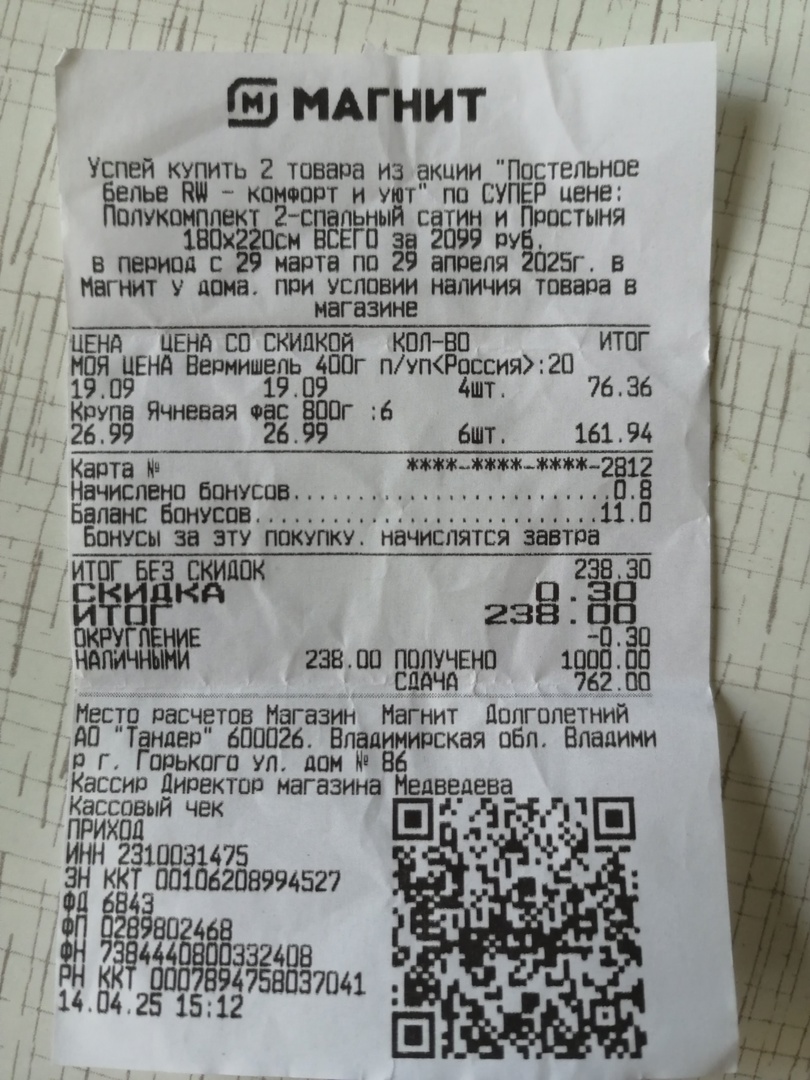 МАГНИТ
Успей купить 2 товара из акции "Постельное
белье RW - комфорт и уют" по СУПЕР цене:
Полукомплект 2-спальный сатин и Простыня
180x220см ВСЕГО за 2099 руб.
в период с 29 марта по 29 апреля 2025г. в
Магнит у дома. при условии наличия товара в
магазине
ЦЕНА ЦЕНА СО СКИДКОЙ КОЛ-ВО ИТОГ
МОЯ ЦЕНА Вермишель 400г п/уп<Россия>:20
19.09 19.09 4шт. 76.36
Крупа Ячневая фас 800г :6
26.99 26.99 6шт. 161.94
Карта № ****-****-****-2812
Начислено бонусов............................0.8
Баланс бонусов..............................11.0
Бонусы за эту покупку. начислятся завтра
ИТОГ БЕЗ СКИДОК 238.30
СКИДКА 0.30
ИТОГ 238.00
ОКРУГЛЕНИЕ -0.30
НАЛИЧНЫМИ 238.00 ПОЛУЧЕНО 1000.00
СДАЧА 762.00
Место расчетов Магазин Магнит Долголетний
АО "Тандер" 600026. Владимирская обл. Владими
р г. Горького ул. дом № 86
Кассир Директор магазина Медведева
Кассовый чек
ПРИХОД
ИНН 2310031475
ЗН ККТ 00106208994527
ФД 6843
ФП 0289802468
ФН 7384440800332408
РН ККТ 0007894758037041
14.04.25 15:12